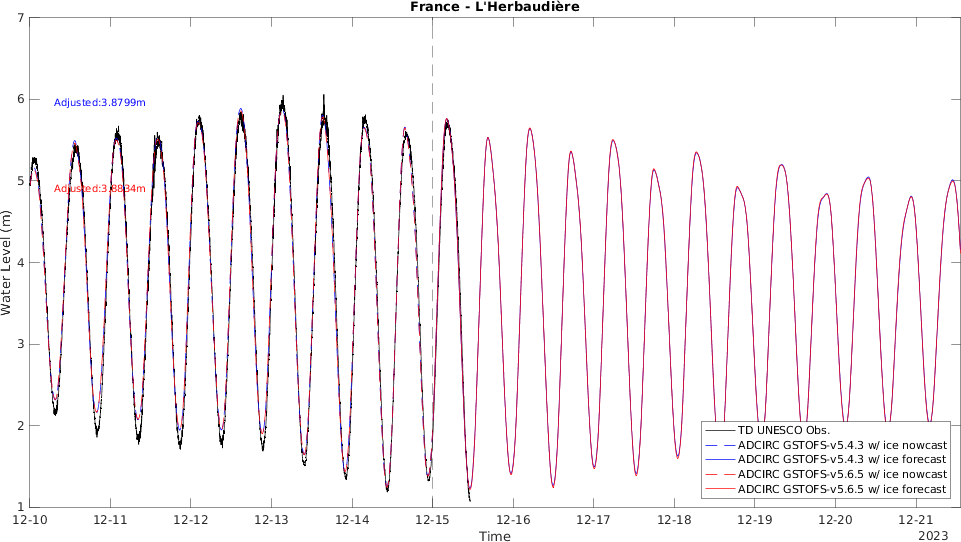 France - L'Herbaudière
7
6
5
4
3
2
1
Water Level (m)
Adjusted:3.8799m
Adjusted:3.8834m
TD UNESCO Obs.
ADCIRC GSTOFS-v5.4.3 w/ ice nowcast
ADCIRC GSTOFS-v5.4.3 w/ ice forecast
ADCIRC GSTOFS-v5.6.5 w/ ice nowcast
ADCIRC GSTOFS-v5.6.5 w/ ice forecast
12-10 12-11 12-12 12-13 12-14 12-15 12-16 12-17 12-18 12-19 12-20 12-21
Time
2023